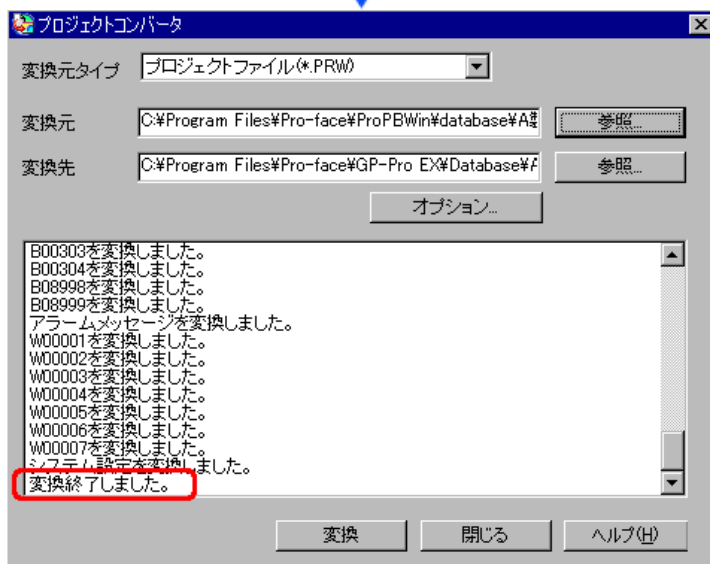 プロジェクトコンバータ
変換元タイプ プロジェクトファイル(*.PRW)
変換元 C:¥Program Files¥Pro-face¥ProPBWin¥database¥A 参照...
変換先 C:¥Program Files¥Pro-face¥GP-Pro EX¥Database¥ 参照...
オプション...
B00303を変換しました。
B00304を変換しました。
B08998を変換しました。
B08999を変換しました。
アラームメッセージを変換しました。
W00001を変換しました。
W00002を変換しました。
W00003を変換しました。
W00004を変換しました。
W00005を変換しました。
W00006を変換しました。
W00007を変換しました。
システム設定を変換しました。
変換終了しました。
変換 閉じる ヘルプ(H)